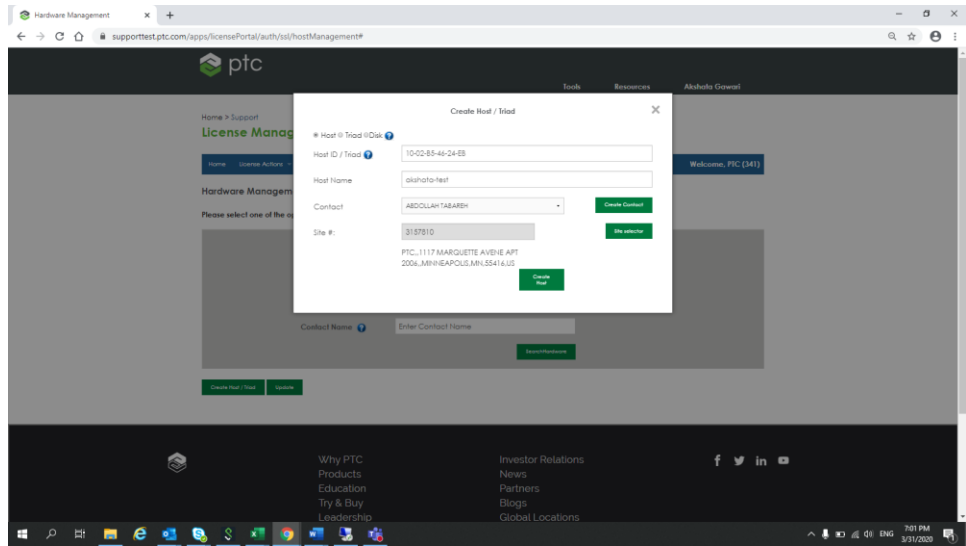 Hardware Management
supporttest.ptc.com/apps/licensePortal/auth/ssl/hostManagement#
ptc
Tools Resources Akshata Gawari
Home > Support
License Manag
Home License Actions Welcome, PTC (341)
Hardware Managem
Please select one of the op
Create Host / Triad
Host Triad Disk
Host ID / Triad 10-02-B5-46-24-EB
Host Name akshata-test
Contact ABDOLLAH TABAREH Create Contact
Site #: 3157810 Site selector
PTC,,1117 MARQUETTE AVENE APT
2006,,MINNEAPOLIS,MN,55416,US
Create
Host
Contact Name Enter Contact Name
Search Hardware
Create Host / Triad Update
Why PTC Investor Relations
Products News
Education Partners
Try & Buy Blogs
Leadership Global Locations
ENG 7:01 PM
3/31/2020